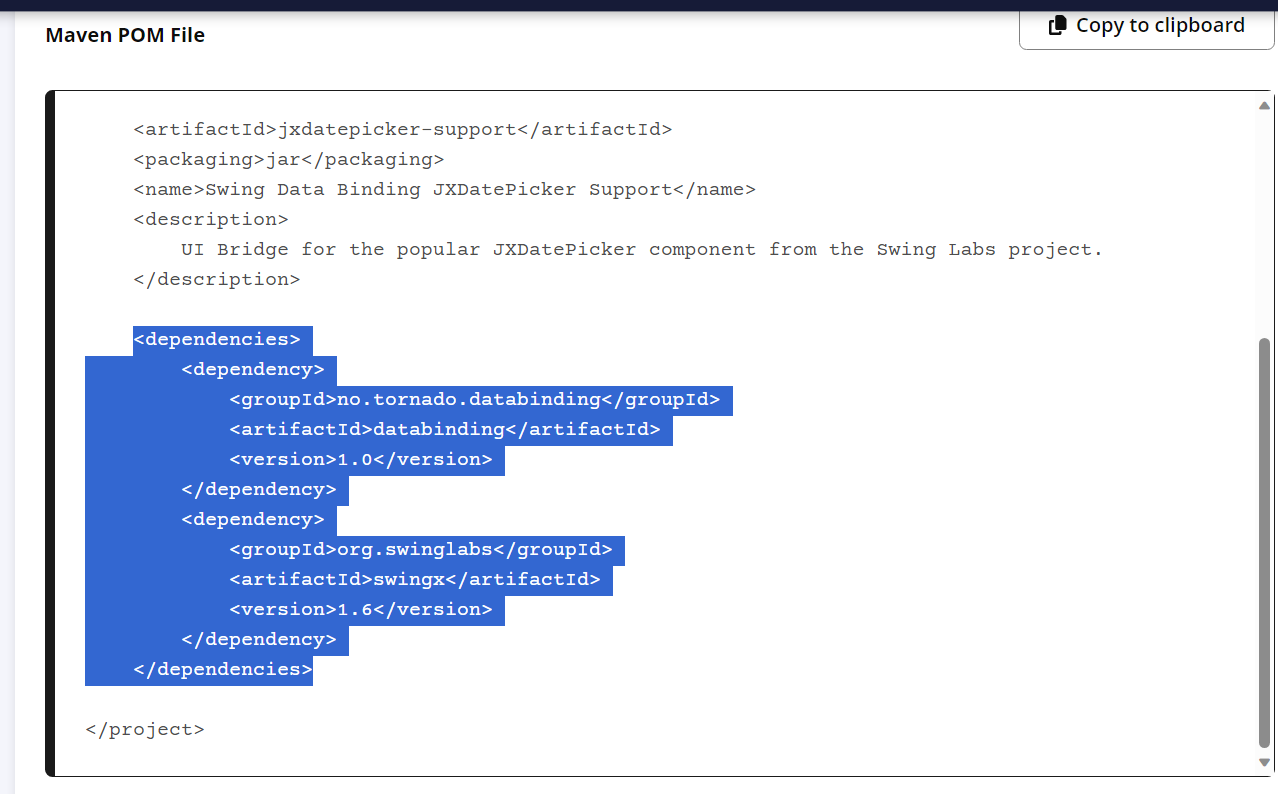 Maven POM File
Copy to clipboard
<artifactId>jxdatepicker-support</artifactId>
<packaging>jar</packaging>
<name>Swing Data Binding JXDatePicker Support</name>
<description>
UI Bridge for the popular JXDatePicker component from the Swing Labs project.
</description>
<dependencies>
<dependency>
<groupId>no.tornado.databinding</groupId>
<artifactId>databinding</artifactId>
<version>1.0</version>
</dependency>
<dependency>
<groupId>org.swinglabs</groupId>
<artifactId>swingx</artifactId>
<version>1.6</version>
</dependency>
</dependencies>
</project>